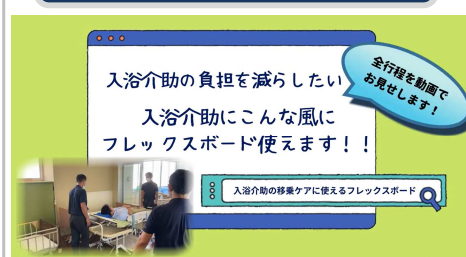 入浴介助の負担を減らしたい
全行程を動画で
お見せします！
入浴介助にこんな風に
フレックスボード使えます！！
入浴介助の移乗ケアに使えるフレックスボード